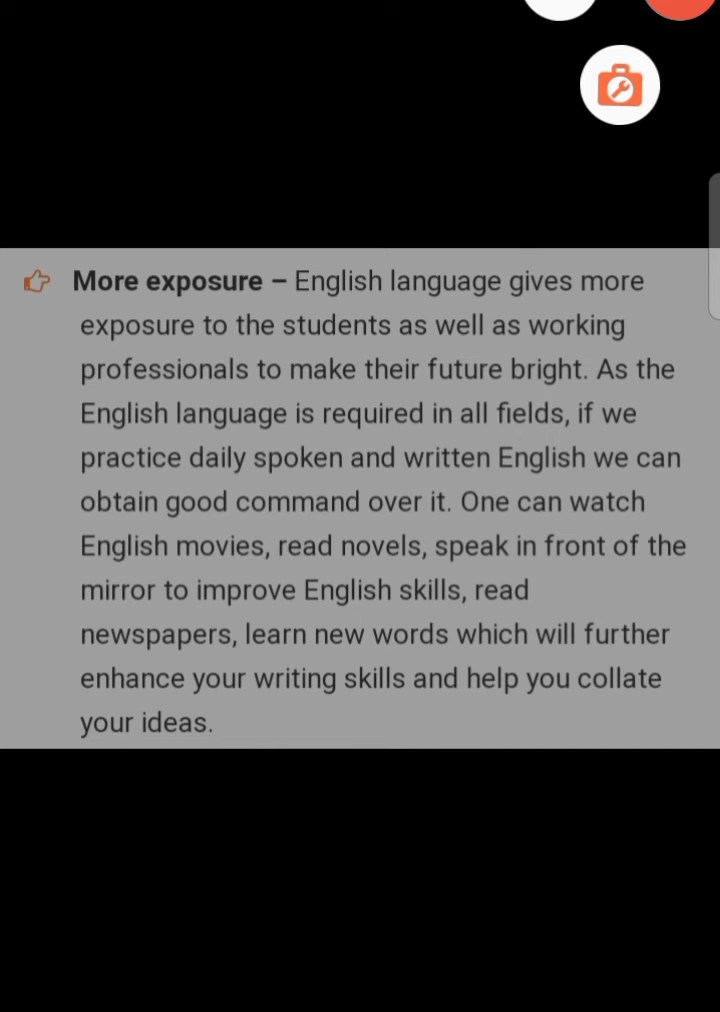 More exposure – English language gives more
exposure to the students as well as working
professionals to make their future bright. As the
English language is required in all fields, if we
practice daily spoken and written English we can
obtain good command over it. One can watch
English movies, read novels, speak in front of the
mirror to improve English skills, read
newspapers, learn new words which will further
enhance your writing skills and help you collate
your ideas.